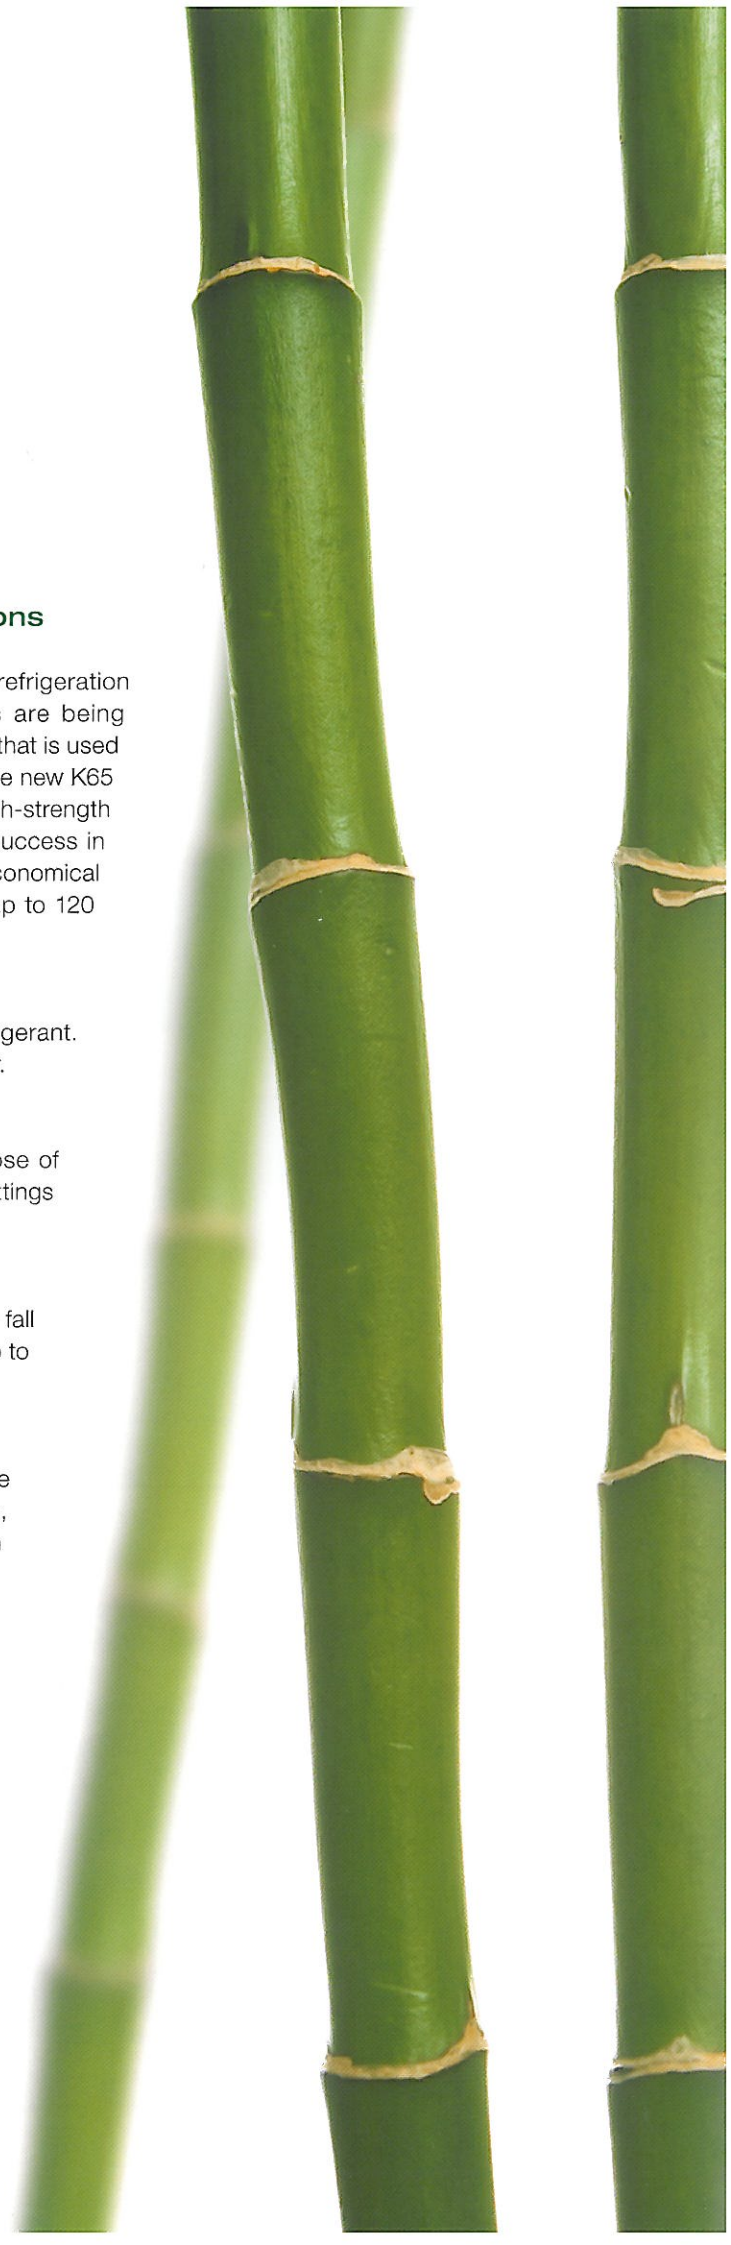 ons
refrigeration
s are being
that is used
e new K65
h-strength
uccess in
conomical
p to 120
gerant.
r.
ose of
ttings
fall
to
e
,